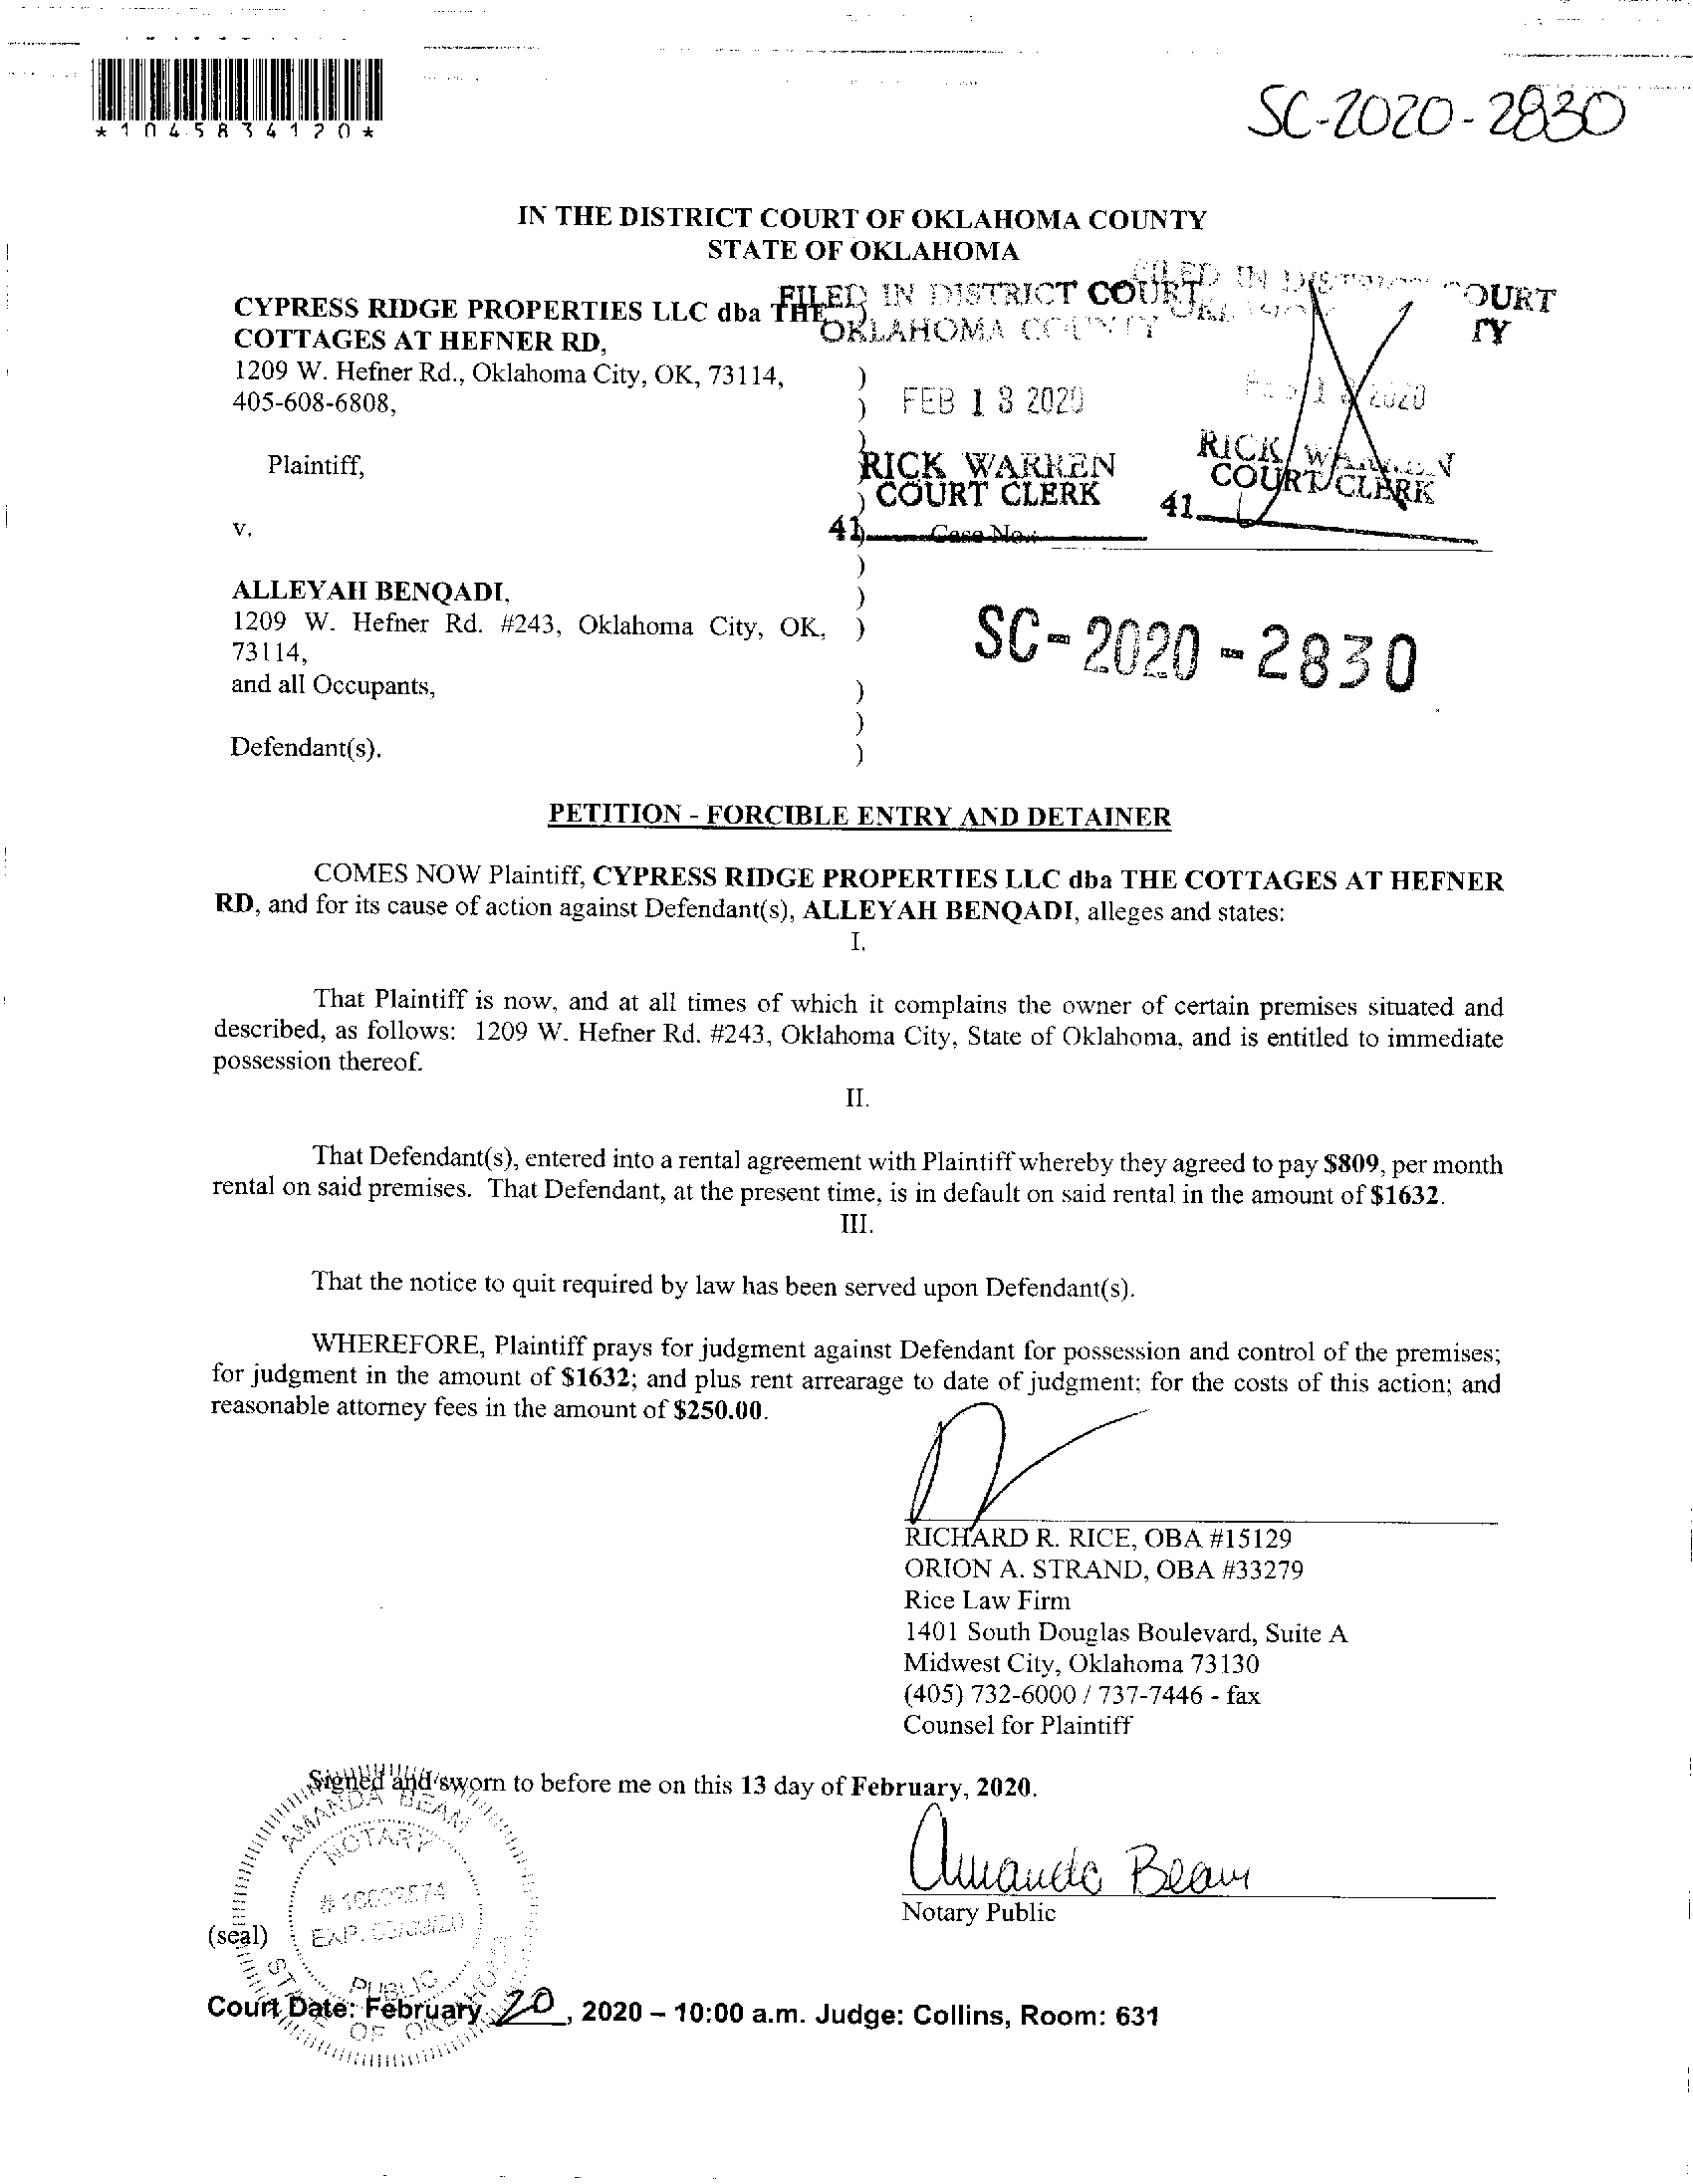 *1045834120*
SC-2020-2830
IN THE DISTRICT COURT OF OKLAHOMA COUNTY
STATE OF OKLAHOMA
CYPRESS RIDGE PROPERTIES LLC dba THE )
COTTAGES AT HEFNER RD,
1209 W. Hefner Rd., Oklahoma City, OK, 73114, )
405-608-6808, )
FILED IN DISTRICT COURT
OKLAHOMA COUNTY
FEB 13 2020
RICK WARREN
COURT CLERK
41
FILED IN DISTRICT COURT
TY
2020
RICK WARREN
COURT CLERK
41
Plaintiff,
v.
Case No.:
ALLEYAH BENQADI, )
1209 W. Hefner Rd. #243, Oklahoma City, OK, )
73114,
and all Occupants, )
)
Defendant(s). )
SC-2020-2830
PETITION - FORCIBLE ENTRY AND DETAINER
COMES NOW Plaintiff, CYPRESS RIDGE PROPERTIES LLC dba THE COTTAGES AT HEFNER
RD, and for its cause of action against Defendant(s), ALLEYAH BENQADI, alleges and states:
I.
That Plaintiff is now, and at all times of which it complains the owner of certain premises situated and
described, as follows: 1209 W. Hefner Rd. #243, Oklahoma City, State of Oklahoma, and is entitled to immediate
possession thereof.
II.
That Defendant(s), entered into a rental agreement with Plaintiff whereby they agreed to pay $809, per month
rental on said premises. That Defendant, at the present time, is in default on said rental in the amount of $1632.
III.
That the notice to quit required by law has been served upon Defendant(s).
WHEREFORE, Plaintiff prays for judgment against Defendant for possession and control of the premises;
for judgment in the amount of $1632; and plus rent arrearage to date of judgment; for the costs of this action; and
reasonable attorney fees in the amount of $250.00.
RICHARD R. RICE, OBA #15129
ORION A. STRAND, OBA #33279
Rice Law Firm
1401 South Douglas Boulevard, Suite A
Midwest City, Oklahoma 73130
(405) 732-6000 / 737-7446 - fax
Counsel for Plaintiff
Signed and sworn to before me on this 13 day of February, 2020.
Amanda Bean
Notary Public
AMANDA BEAN
NOTARY
EXP.
PUBLIC
STATE OF OKLAHOMA
(seal)
Court Date: February 20, 2020 – 10:00 a.m. Judge: Collins, Room: 631